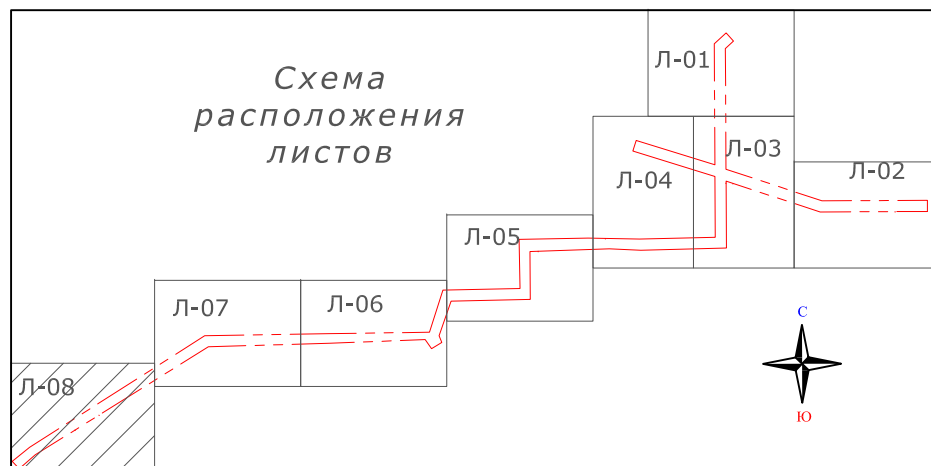 Схема
расположения
листов
Л-01
Л-03
Л-02
Л-04
Л-05
Л-07
Л-06
Л-08
С
Ю